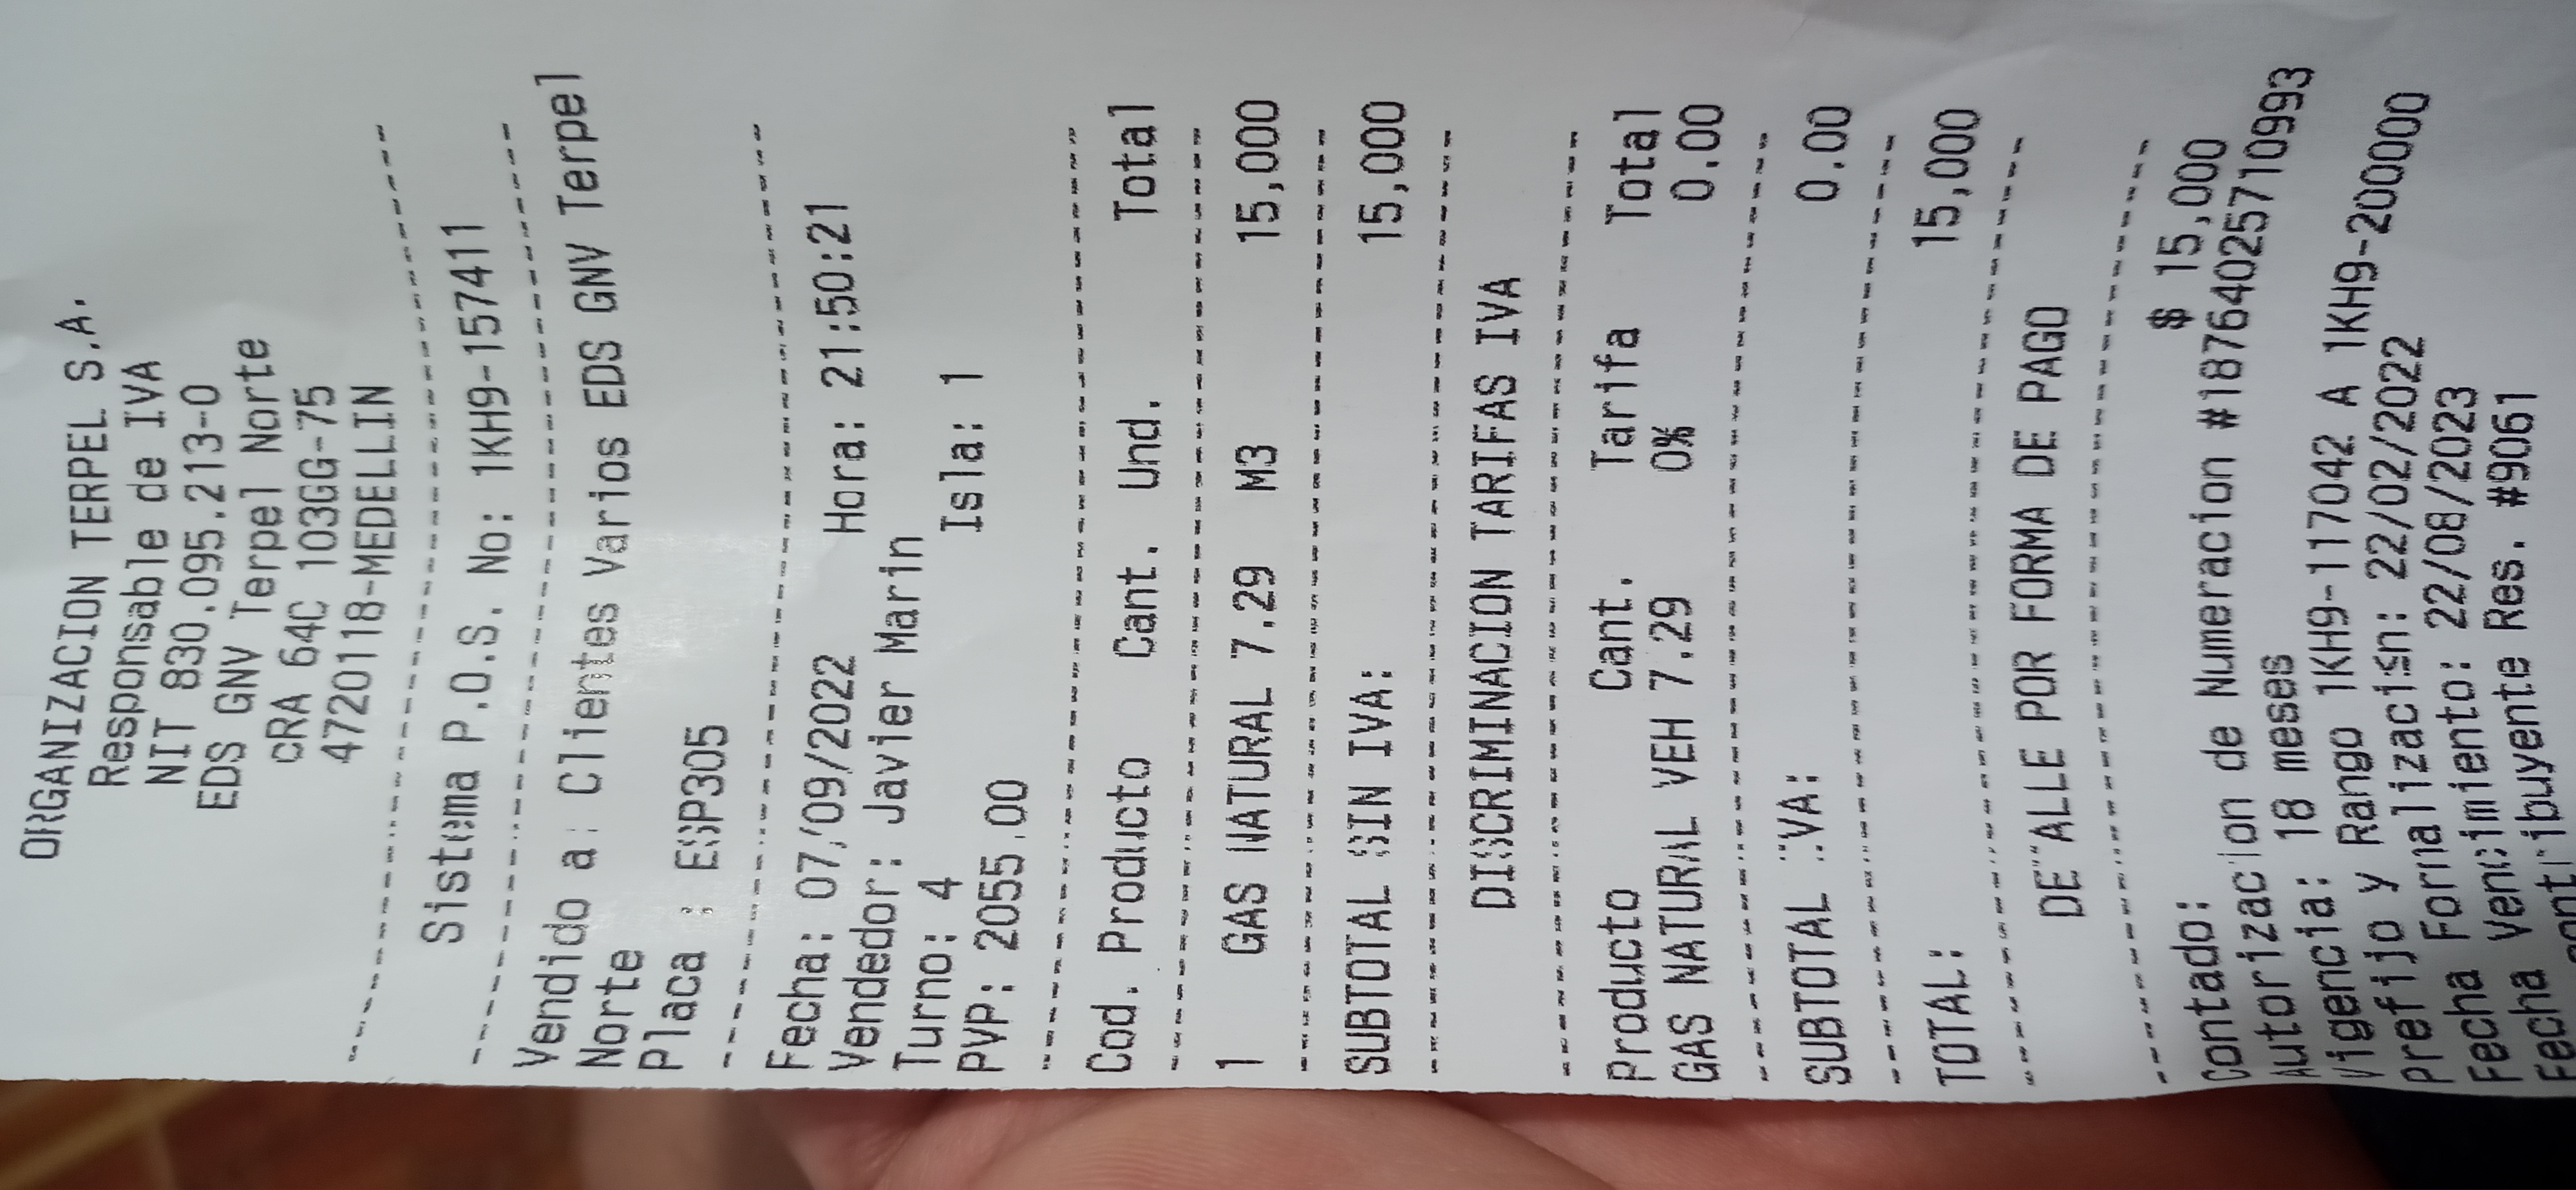 ORGANIZACION TERPEL S.A.
Responsable de IVA
NIT 830.095.213-0
EDS GNV Terpel Norte
cRA 64C 103GG-75
4720118-MEDELLIN
Sistema P.O.S. No: 1KH9-157411
Vendido a: Clientes Varios EDS GNV Terpel
Norte
Placa : ESP305
Fecha: 07/09/2022 Hora: 21:50:21
Vendedor: Javier Marin
Turno: 4 Isla: 1
PVP: 2055.00
Cod. Producto Cant. Und. Total
1 GAS NATURAL 7.29 M3 15,000
SUBTOTAL SIN IVA: 15,000
DISCRIMINACION TARIFAS IVA
Producto Cant. Tarifa Total
GAS NATURAL VEH 7.29 0% 0.00
SUBTOTAL IVA: 0.00
TOTAL: 15,000
DETALLE POR FORMA DE PAGO
Contado: $ 15,000
Autorizacion de Numeracion #18764025710993
Vigencia: 18 meses
Prefijo y Rango 1KH9-117042 A 1KH9-200000
Fecha Formalizacisn: 22/02/2022
Fecha Vencimiento: 22/08/2023
Res. #9061